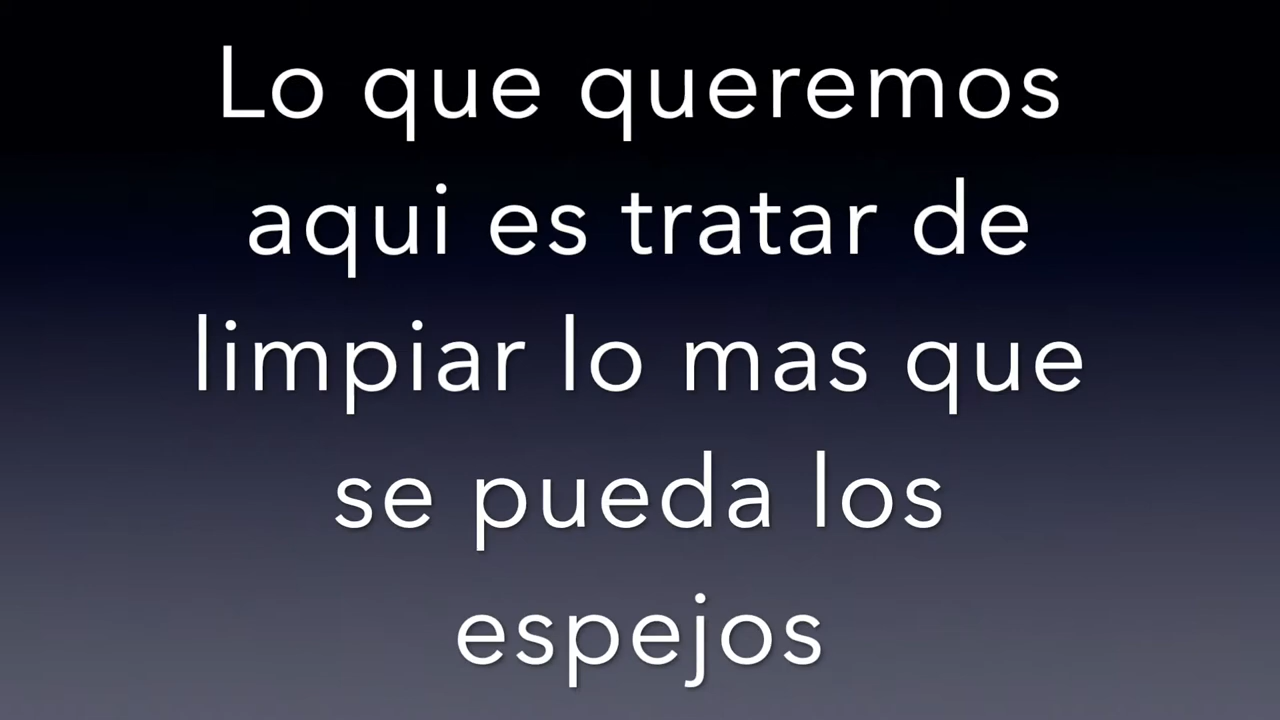 Lo que queremos
aqui es tratar de
limpiar lo mas que
se pueda los
espejos